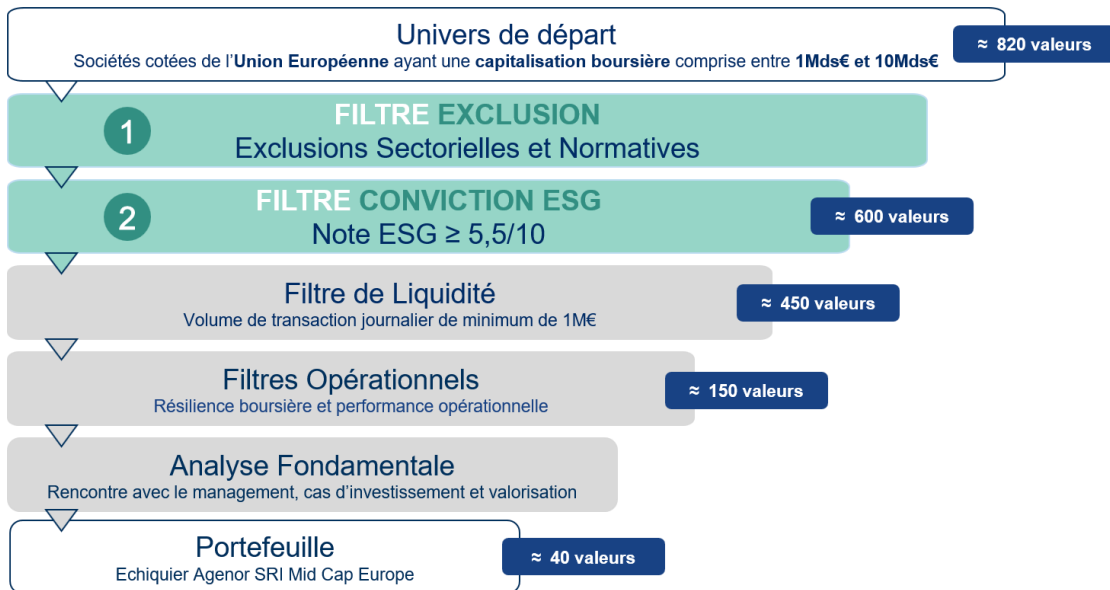 Univers de départ
Sociétés cotées de l'Union Européenne ayant une capitalisation boursière comprise entre 1Mds€ et 10Mds€
≈ 820 valeurs
1
FILTRE EXCLUSION
Exclusions Sectorielles et Normatives
2
FILTRE CONVICTION ESG
Note ESG ≥ 5,5/10
≈ 600 valeurs
Filtre de Liquidité
Volume de transaction journalier de minimum de 1M€
≈ 450 valeurs
Filtres Opérationnels
Résilience boursière et performance opérationnelle
≈ 150 valeurs
Analyse Fondamentale
Rencontre avec le management, cas d'investissement et valorisation
Portefeuille
Echiquier Agenor SRI Mid Cap Europe
≈ 40 valeurs